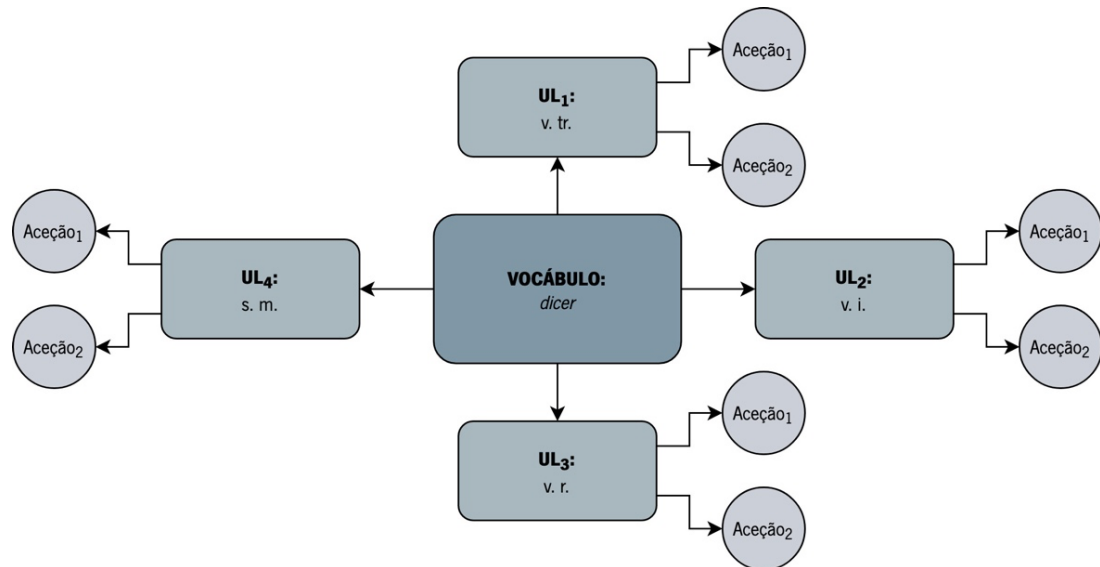 Aceção₁
UL₁:
v. tr.
Aceção₂
Aceção₁
UL₄:
s. m.
Aceção₂
VOCÁBULO:
dicer
UL₂:
v. i.
Aceção₁
Aceção₂
UL₃:
v. r.
Aceção₁
Aceção₂